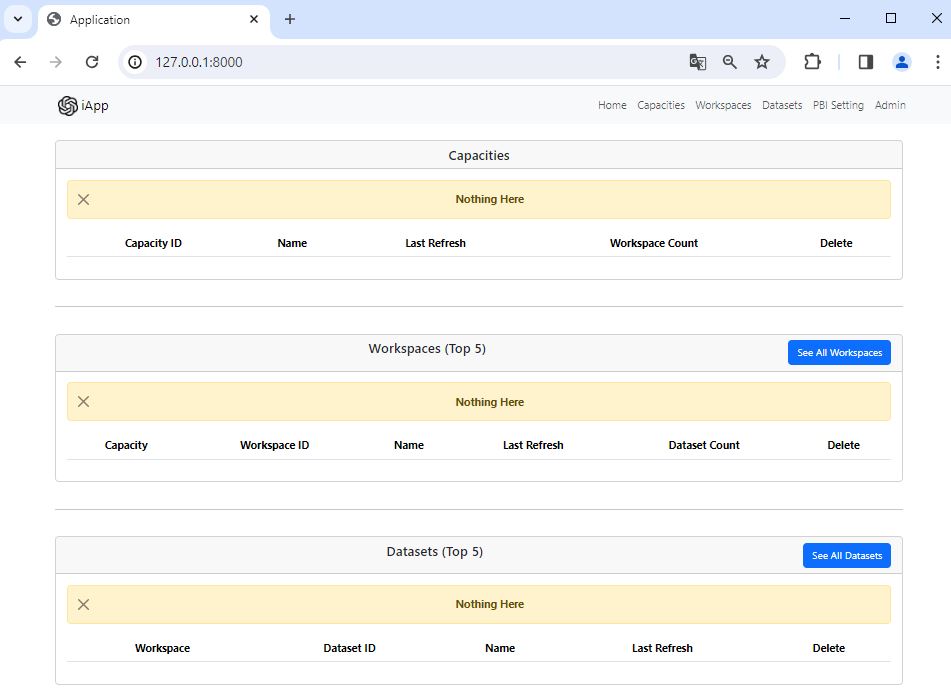 Application
127.0.0.1:8000
iApp
Home Capacities Workspaces Datasets PBI Setting Admin
Capacities
Nothing Here
Capacity ID Name Last Refresh Workspace Count Delete
Workspaces (Top 5) See All Workspaces
Nothing Here
Capacity Workspace ID Name Last Refresh Dataset Count Delete
Datasets (Top 5) See All Datasets
Nothing Here
Workspace Dataset ID Name Last Refresh Delete